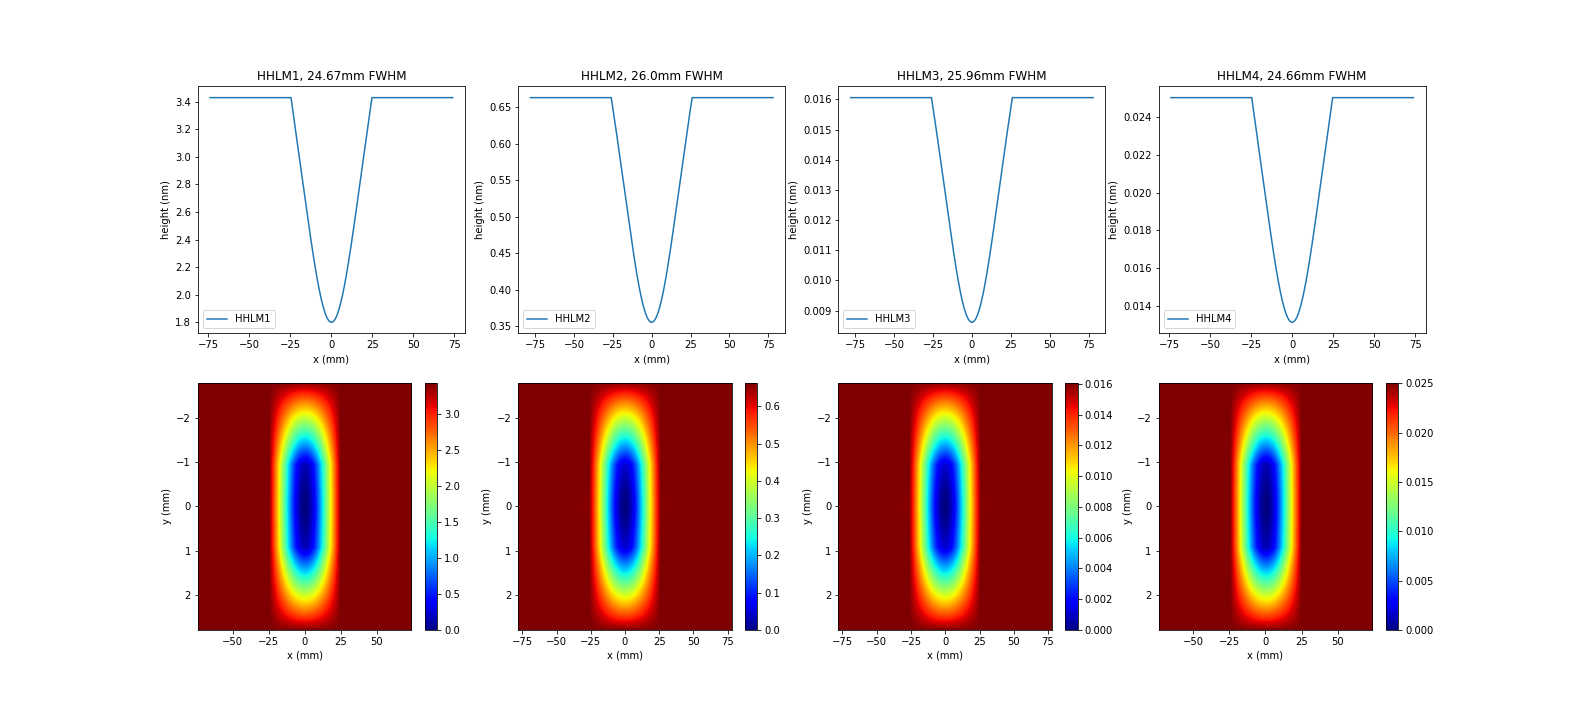 HHLM1, 24.67mm FWHM
height (nm)
3.4
3.2
3.0
2.8
2.6
2.4
2.2
2.0
1.8
HHLM1
−75 −50 −25 0 25 50 75
x (mm)
HHLM2, 26.0mm FWHM
height (nm)
0.65
0.60
0.55
0.50
0.45
0.40
0.35
HHLM2
−75 −50 −25 0 25 50 75
x (mm)
HHLM3, 25.96mm FWHM
height (nm)
0.016
0.015
0.014
0.013
0.012
0.011
0.010
0.009
HHLM3
−75 −50 −25 0 25 50 75
x (mm)
HHLM4, 24.66mm FWHM
height (nm)
0.024
0.022
0.020
0.018
0.016
0.014
HHLM4
−75 −50 −25 0 25 50 75
x (mm)
y (mm)
−2
−1
0
1
2
−50 −25 0 25 50
x (mm)
3.0
2.5
2.0
1.5
1.0
0.5
0.0
y (mm)
−2
−1
0
1
2
−75 −50 −25 0 25 50 75
x (mm)
0.6
0.5
0.4
0.3
0.2
0.1
0.0
y (mm)
−2
−1
0
1
2
−75 −50 −25 0 25 50 75
x (mm)
0.016
0.014
0.012
0.010
0.008
0.006
0.004
0.002
0.000
y (mm)
−2
−1
0
1
2
−50 −25 0 25 50
x (mm)
0.025
0.020
0.015
0.010
0.005
0.000